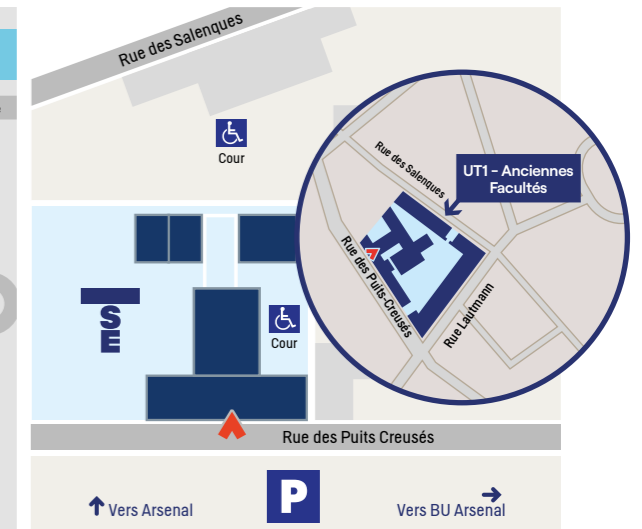 Rue des Salenques
Cour
Rue des Salenques
UT1 - Anciennes
Facultés
Rue des Puits-Creusés
Rue Lautmann
TSE
Cour
Rue des Puits Creusés
P
Vers Arsenal
Vers BU Arsenal